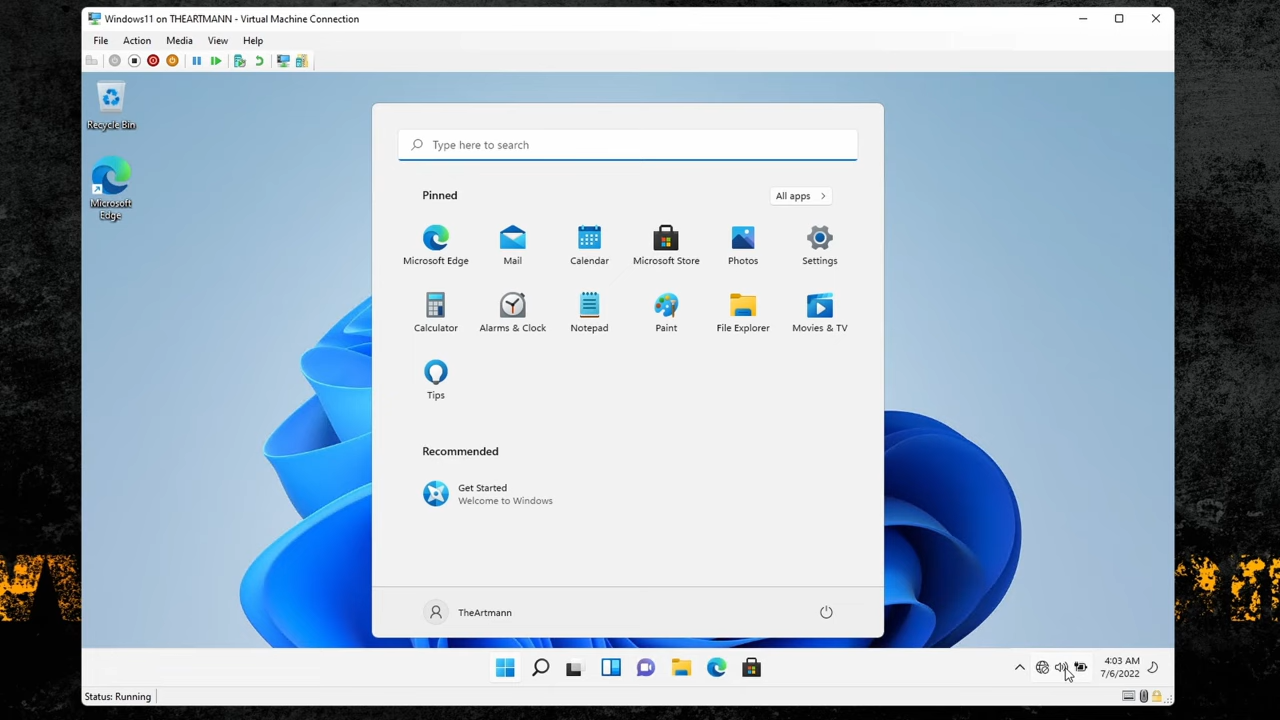 Windows11 on THEARTMANN - Virtual Machine Connection
File Action Media View Help
Recycle Bin
Microsoft
Edge
Type here to search
Pinned
All apps
Microsoft Edge Mail Calendar Microsoft Store Photos Settings
Calculator Alarms & Clock Notepad Paint File Explorer Movies & TV
Tips
Recommended
Get Started
Welcome to Windows
TheArtmann
4:03 AM
7/6/2022
Status: Running